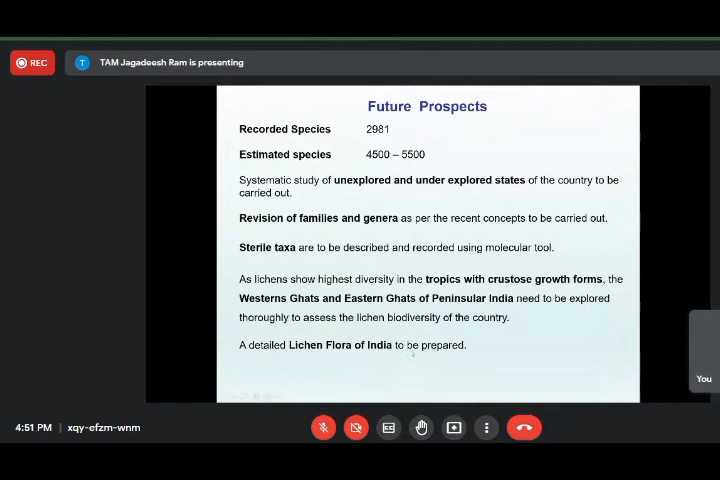 REC
T TAM Jagadeesh Ram is presenting
Future Prospects
Recorded Species 2981
Estimated species 4500 – 5500
Systematic study of unexplored and under explored states of the country to be
carried out.
Revision of families and genera as per the recent concepts to be carried out.
Sterile taxa are to be described and recorded using molecular tool.
As lichens show highest diversity in the tropics with crustose growth forms, the
Westerns Ghats and Eastern Ghats of Peninsular India need to be explored
thoroughly to assess the lichen biodiversity of the country.
A detailed Lichen Flora of India to be prepared.
You
4:51 PM | xqy-efzm-wnm
CC